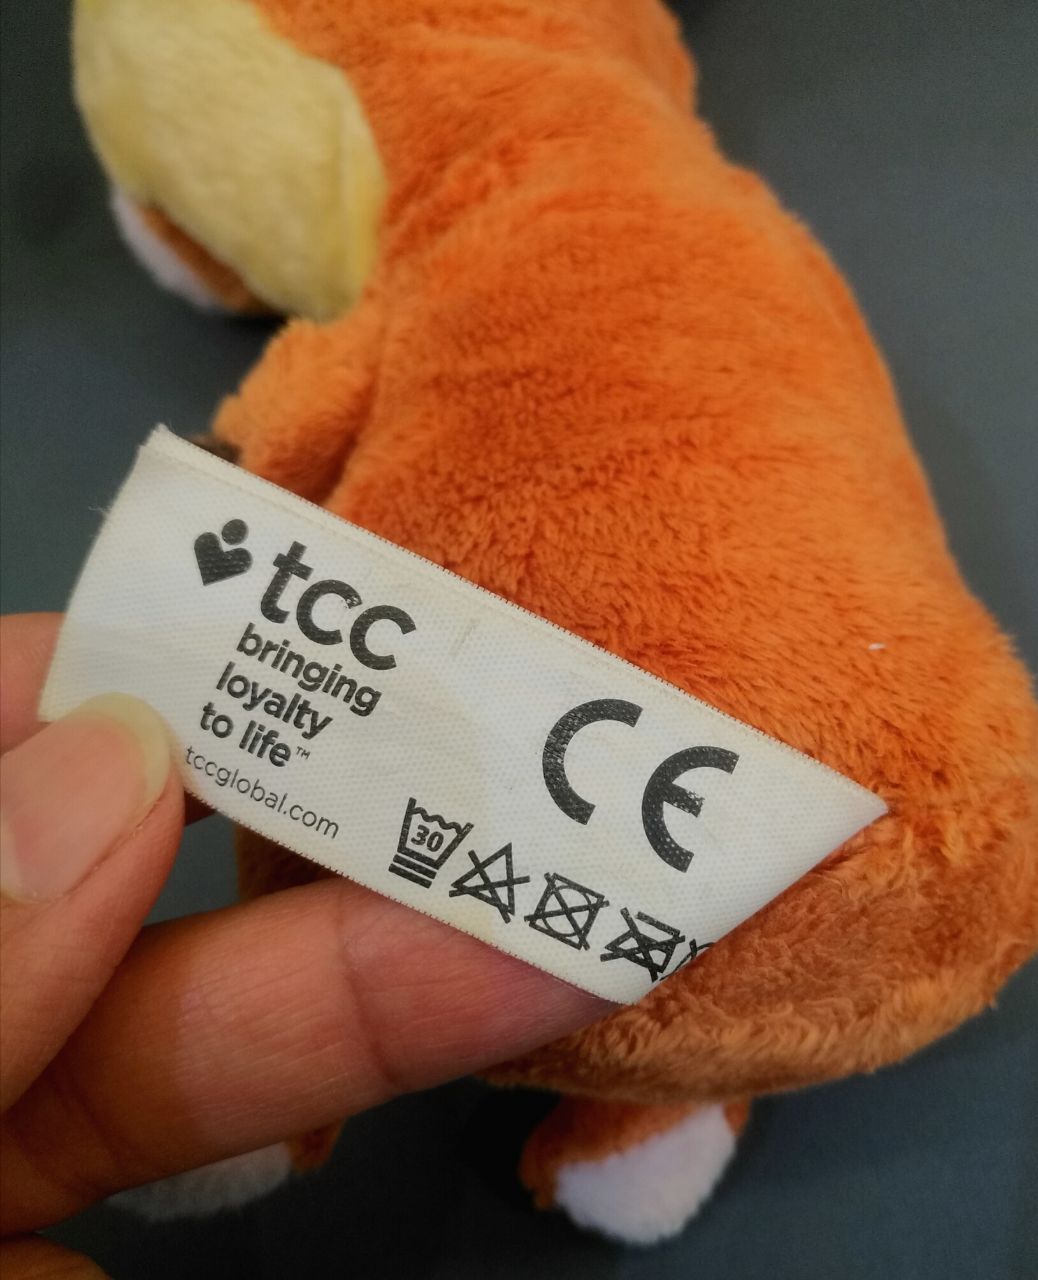 tcc
bringing
loyalty
to life™
tccglobal.com
CE
30